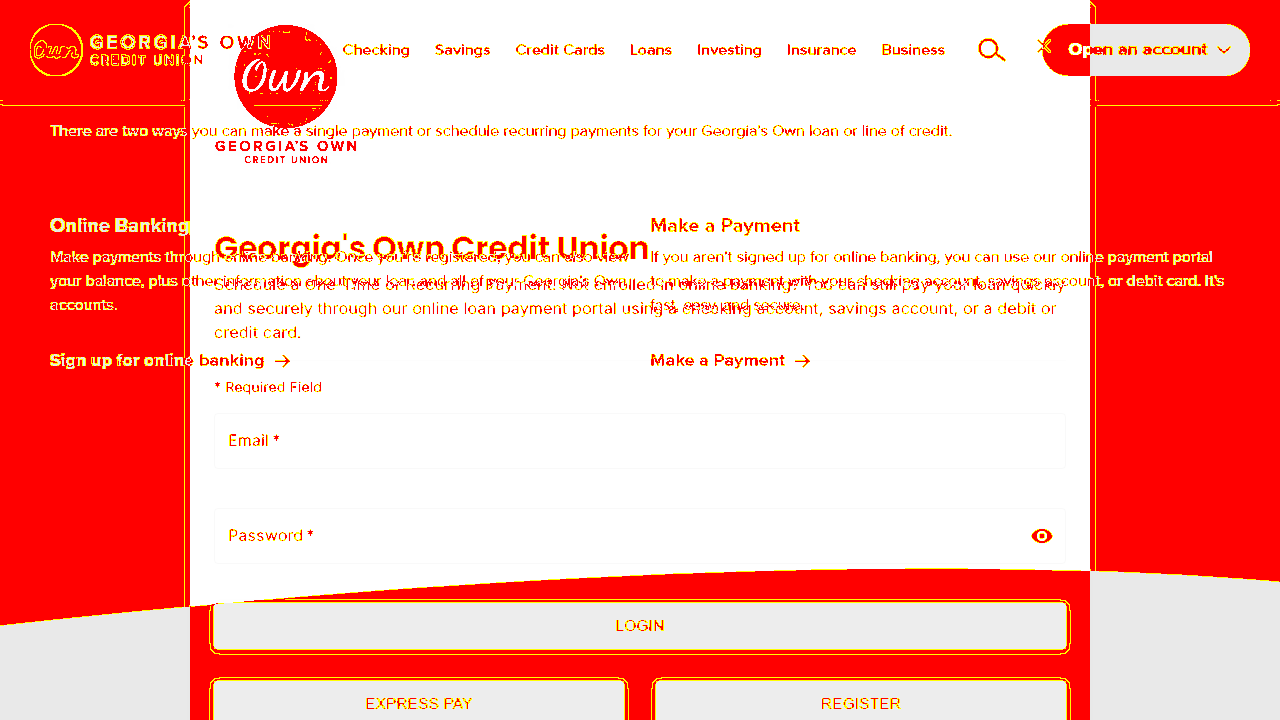 GEORGIA'S OWN
CREDIT UNION
Own
Checking
Savings
Credit Cards
Loans
Investing
Insurance
Business
Open an account
Own
GEORGIA'S OWN
CREDIT UNION
There are two ways you can make a single payment or schedule recurring payments for your Georgia's Own loan or line of credit.
Online Banking
Make a Payment
Georgia's Own Credit Union
Make payments through online banking. Once you're registered, you can also view
your balance, plus other information about your loan and all of your Georgia's Own
accounts.
If you aren't signed up for online banking, you can use our online payment portal
to make a payment with your checking account, savings account, or debit card. It's
fast, easy and secure.
Schedule a One-Time or Recurring Payment. Not enrolled in online banking? You can still pay your loan quickly
and securely through our online loan payment portal using a checking account, savings account, or a debit or
credit card.
Sign up for online banking
Make a Payment
* Required Field
Email *
Password *
LOGIN
EXPRESS PAY
REGISTER